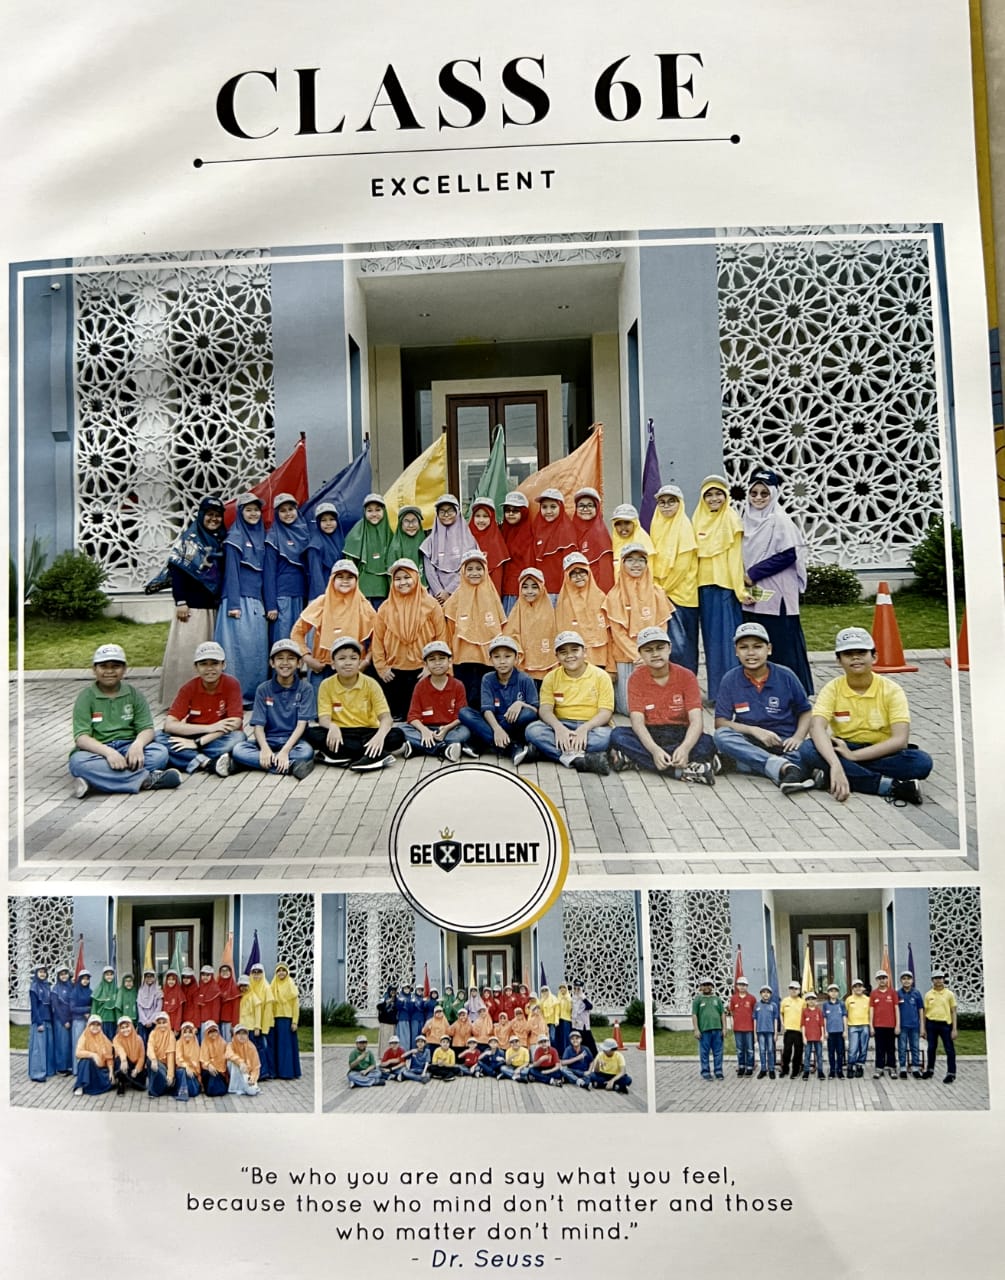 CLASS 6E
EXCELLENT
6EXCELLENT
“Be who you are and say what you feel,
because those who mind don't matter and those
who matter don't mind.”
- Dr. Seuss -